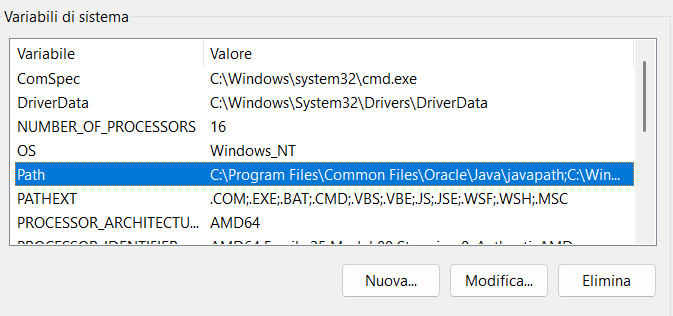 Variabili di sistema
Variabile Valore
ComSpec C:\Windows\system32\cmd.exe
DriverData C:\Windows\System32\Drivers\DriverData
NUMBER_OF_PROCESSORS 16
OS Windows_NT
Path C:\Program Files\Common Files\Oracle\Java\javapath;C:\Win...
PATHEXT .COM;.EXE;.BAT;.CMD;.VBS;.VBE;.JS;.JSE;.WSF;.WSH;.MSC
PROCESSOR_ARCHITECTU... AMD64
Nuova... Modifica... Elimina